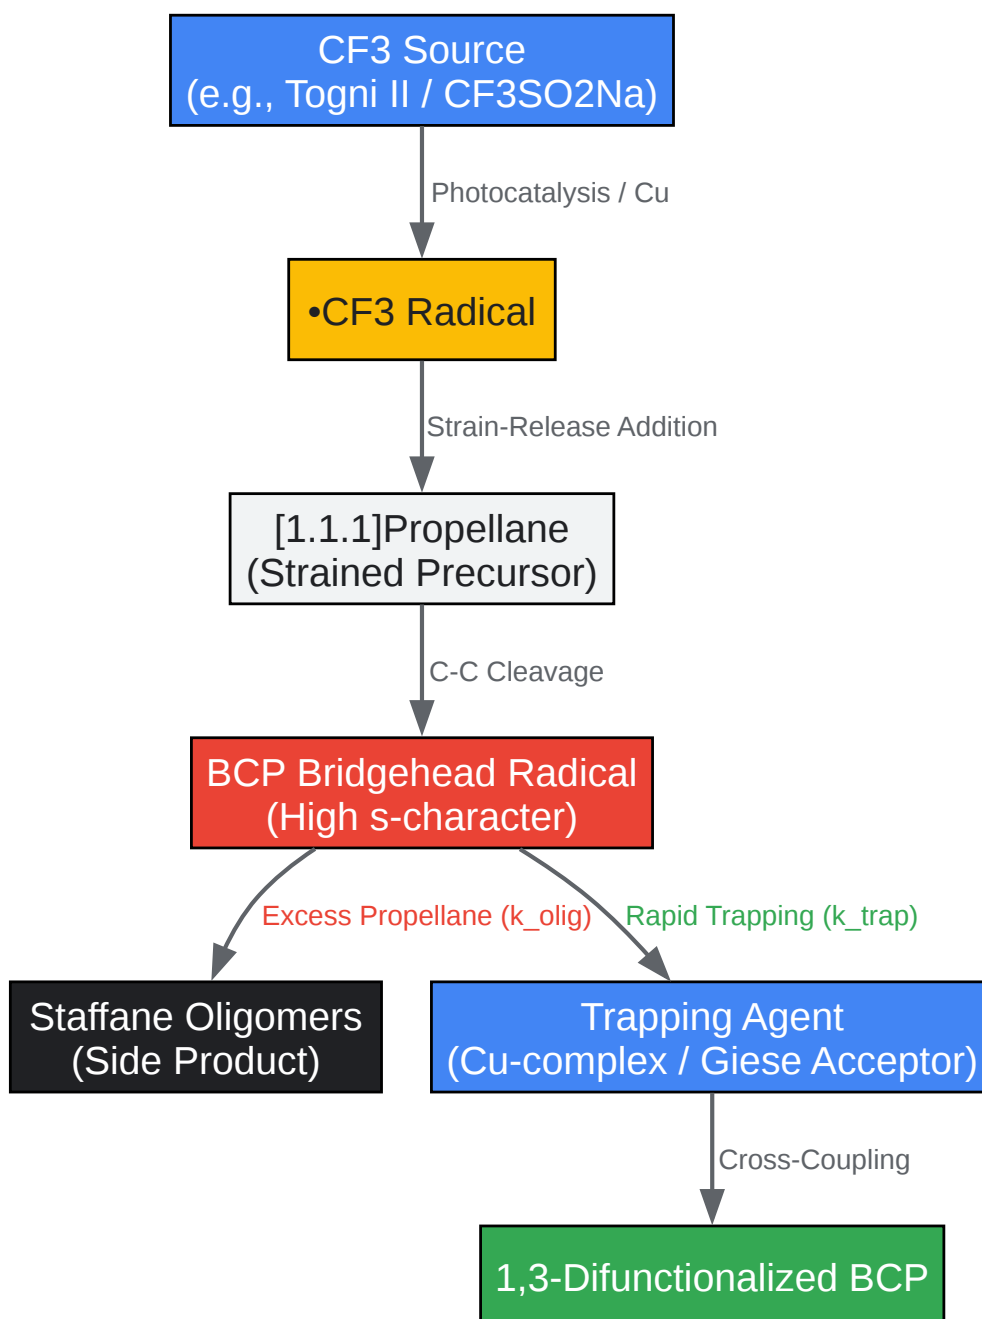 CF3 Source
(e.g., Togni II / CF3SO2Na)
Photocatalysis / Cu
•CF3 Radical
Strain-Release Addition
[1.1.1]Propellane
(Strained Precursor)
C-C Cleavage
BCP Bridgehead Radical
(High s-character)
Excess Propellane (k_olig)
Rapid Trapping (k_trap)
Staffane Oligomers
(Side Product)
Trapping Agent
(Cu-complex / Giese Acceptor)
Cross-Coupling
1,3-Difunctionalized BCP